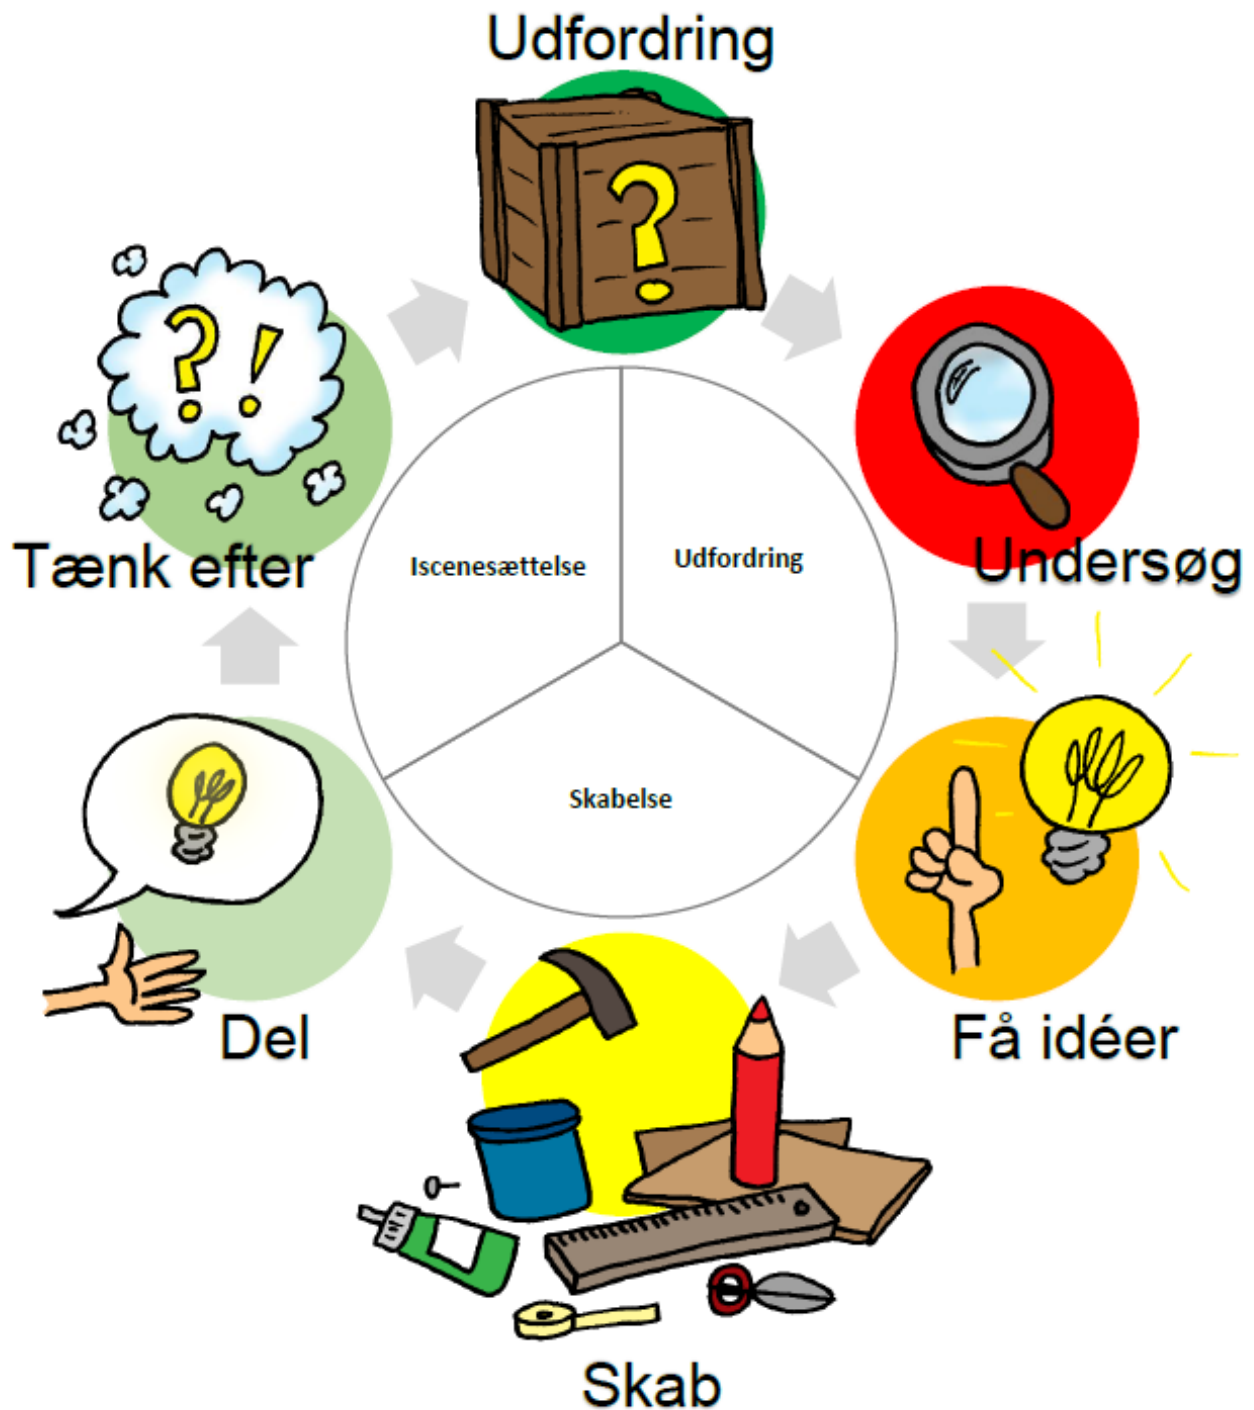 Udfordring
Undersøg
Få idéer
Skab
Del
Tænk efter
Iscenesættelse
Udfordring
Skabelse